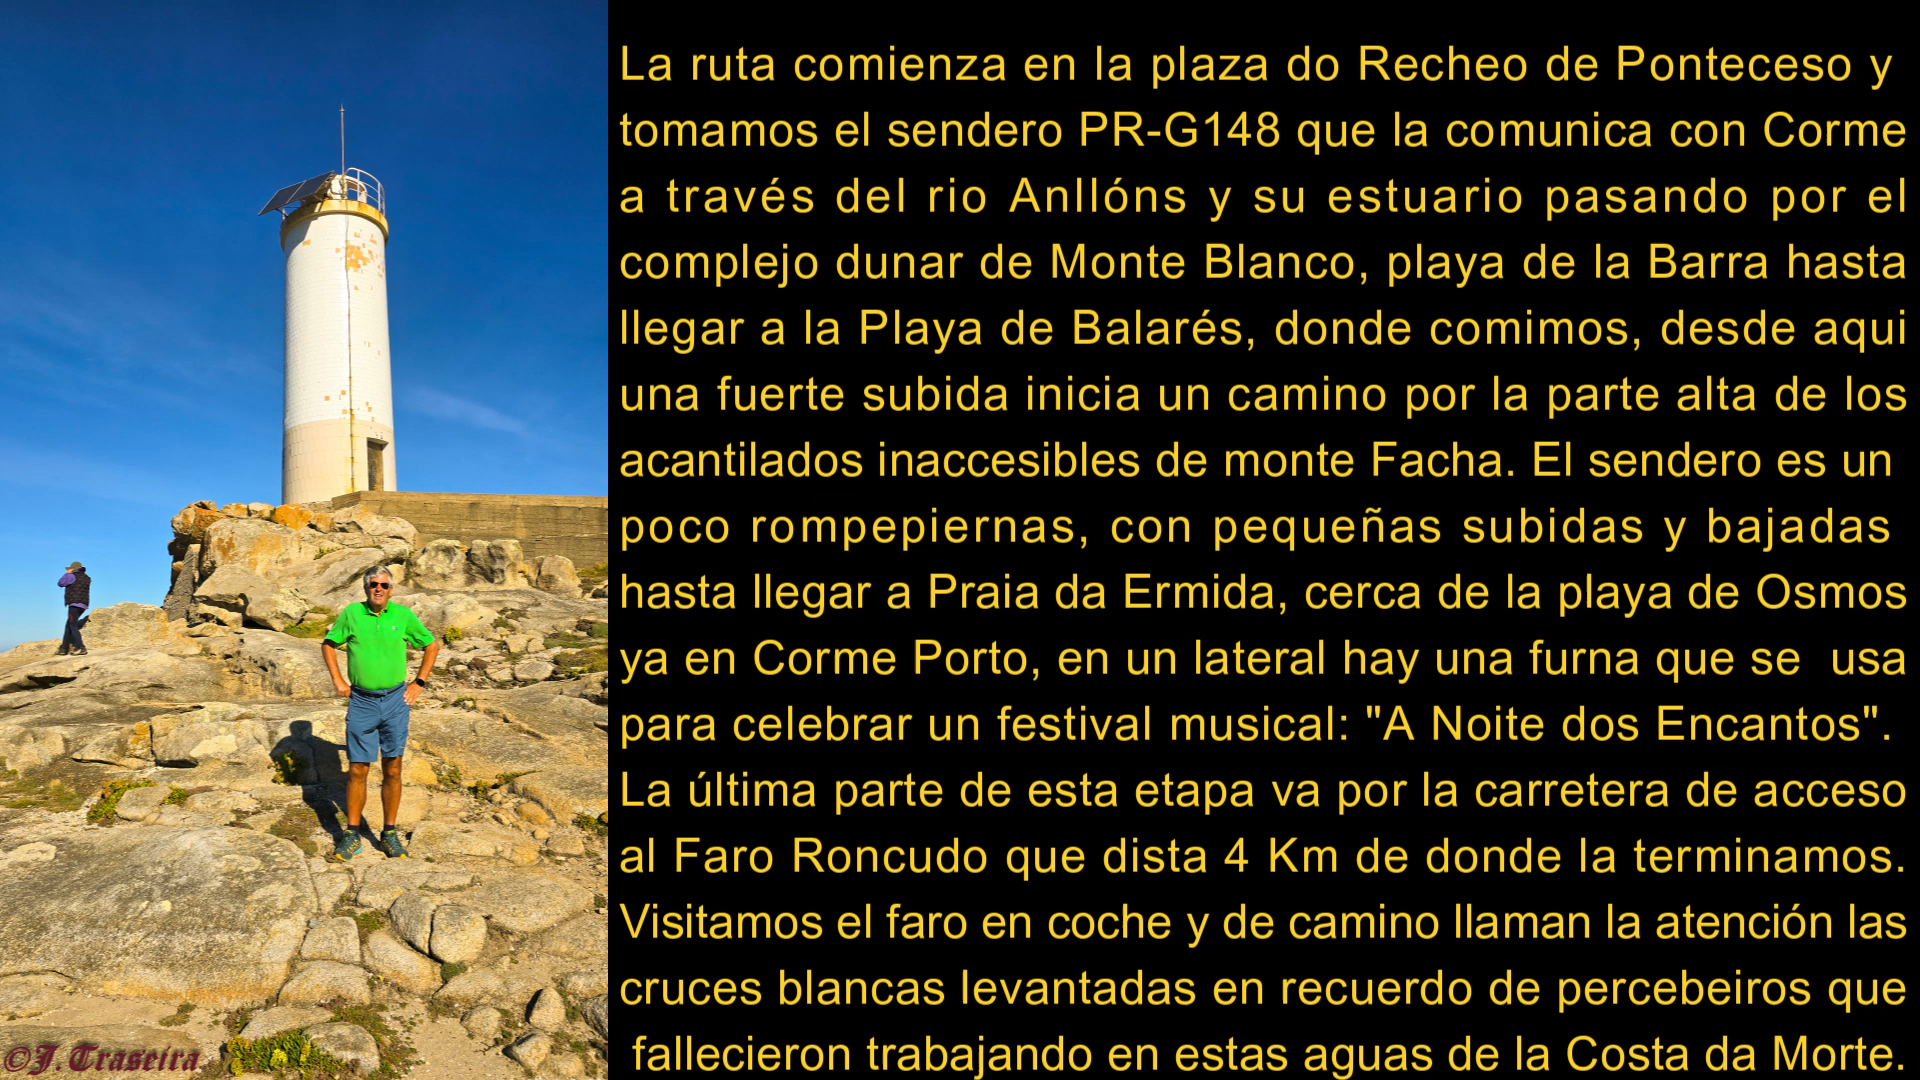 La ruta comienza en la plaza do Recheo de Ponteceso y
tomamos el sendero PR-G148 que la comunica con Corme
a través del rio Anllóns y su estuario pasando por el
complejo dunar de Monte Blanco, playa de la Barra hasta
llegar a la Playa de Balarés, donde comimos, desde aqui
una fuerte subida inicia un camino por la parte alta de los
acantilados inaccesibles de monte Facha. El sendero es un
poco rompepiernas, con pequeñas subidas y bajadas
hasta llegar a Praia da Ermida, cerca de la playa de Osmos
ya en Corme Porto, en un lateral hay una furna que se  usa
para celebrar un festival musical: "A Noite dos Encantos".
La última parte de esta etapa va por la carretera de acceso
al Faro Roncudo que dista 4 Km de donde la terminamos.
Visitamos el faro en coche y de camino llaman la atención las
cruces blancas levantadas en recuerdo de percebeiros que
fallecieron trabajando en estas aguas de la Costa da Morte.
©J. Traseira